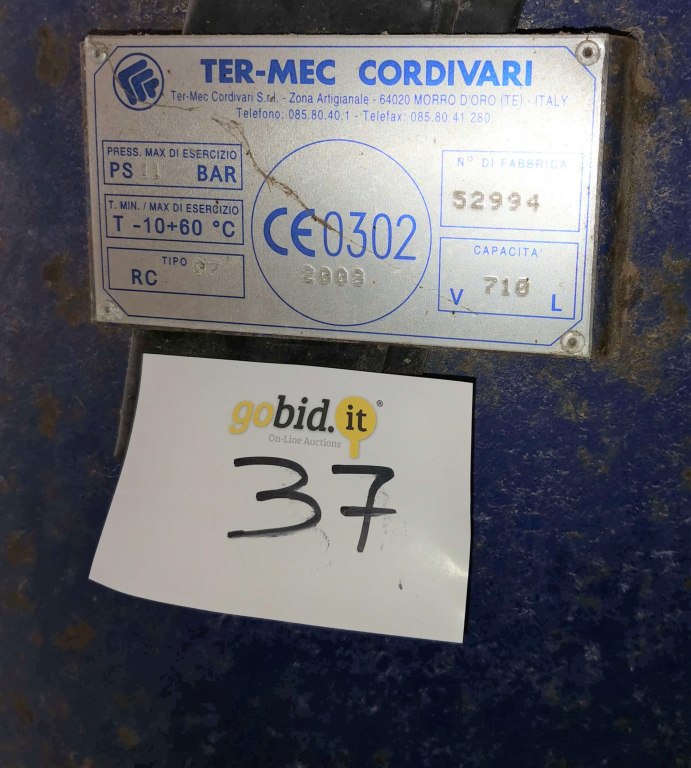 TER-MEC CORDIVARI
Ter-Mec Cordivari S.r.l. - Zona Artigianale - 64020 MORRO D'ORO (TE) - ITALY
Telefono: 085.80.40.1 - Telefax: 085.80.41.280
PRESS. MAX DI ESERCIZIO
PS 11 BAR
T. MIN. / MAX DI ESERCIZIO
T -10+60 °C
TIPO 07
RC
CE0302
2008
N° DI FABBRICA
52994
CAPACITA'
V 710 L
gobid.it®
On-Line Auctions
37